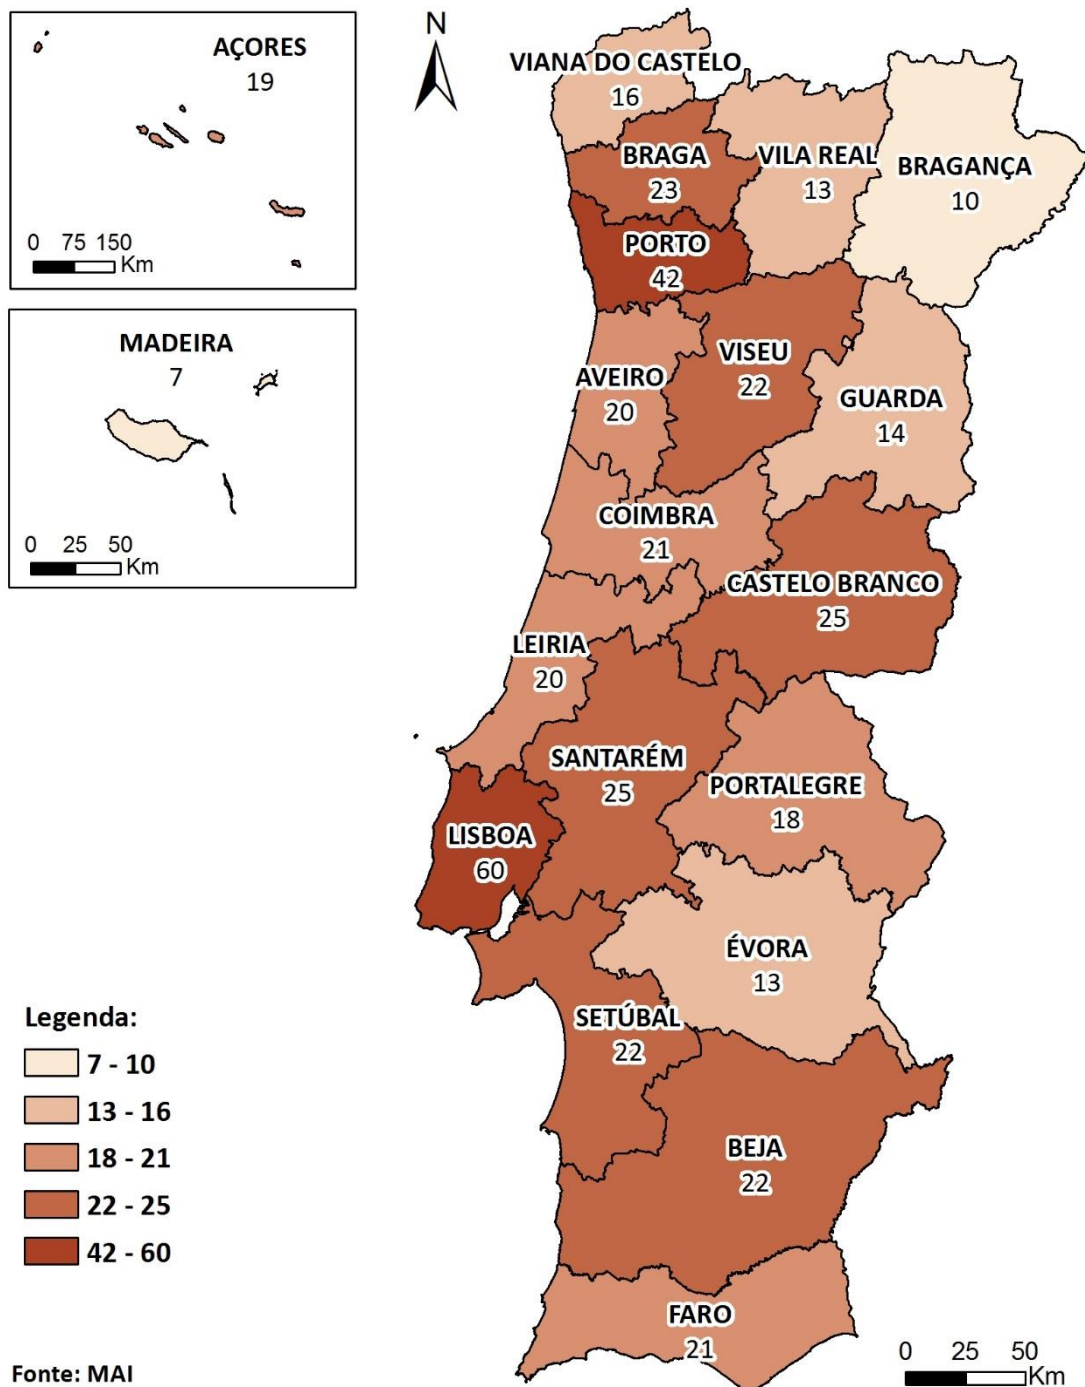 AÇORES
19
0 75 150
Km
MADEIRA
7
0 25 50
Km
N
VIANA DO CASTELO
16
BRAGA
23
VILA REAL
13
BRAGANÇA
10
PORTO
42
VISEU
22
AVEIRO
20
GUARDA
14
COIMBRA
21
CASTELO BRANCO
25
LEIRIA
20
SANTARÉM
25
PORTALEGRE
18
LISBOA
60
ÉVORA
13
SETÚBAL
22
BEJA
22
FARO
21
Legenda:
7 - 10
13 - 16
18 - 21
22 - 25
42 - 60
Fonte: MAI
0 25 50
Km